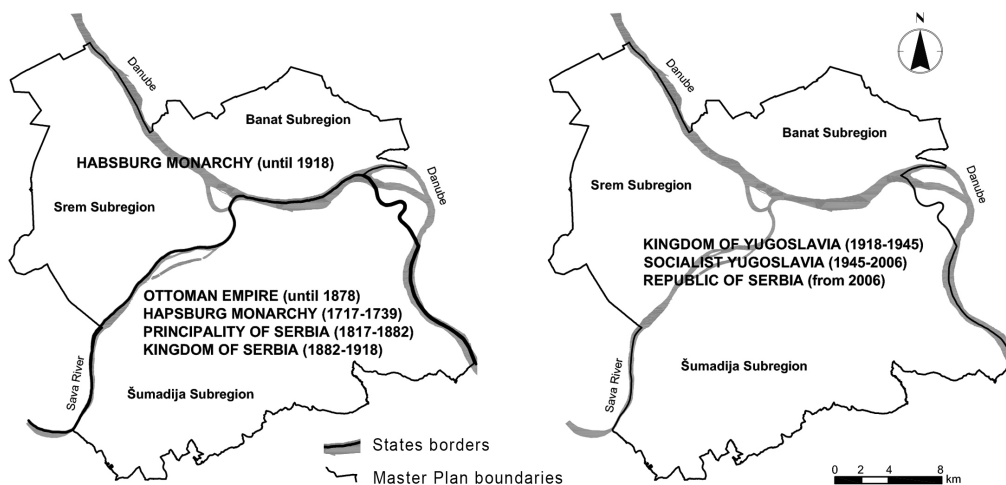 Danube
Banat Subregion
HABSBURG MONARCHY (until 1918)
Srem Subregion
Danube
OTTOMAN EMPIRE (until 1878)
HAPSBURG MONARCHY (1717-1739)
PRINCIPALITY OF SERBIA (1817-1882)
KINGDOM OF SERBIA (1882-1918)
Sava River
Šumadija Subregion
States borders
Master Plan boundaries
N
Danube
Banat Subregion
Srem Subregion
Danube
KINGDOM OF YUGOSLAVIA (1918-1945)
SOCIALIST YUGOSLAVIA (1945-2006)
REPUBLIC OF SERBIA (from 2006)
Sava River
Šumadija Subregion
0 2 4 8
km